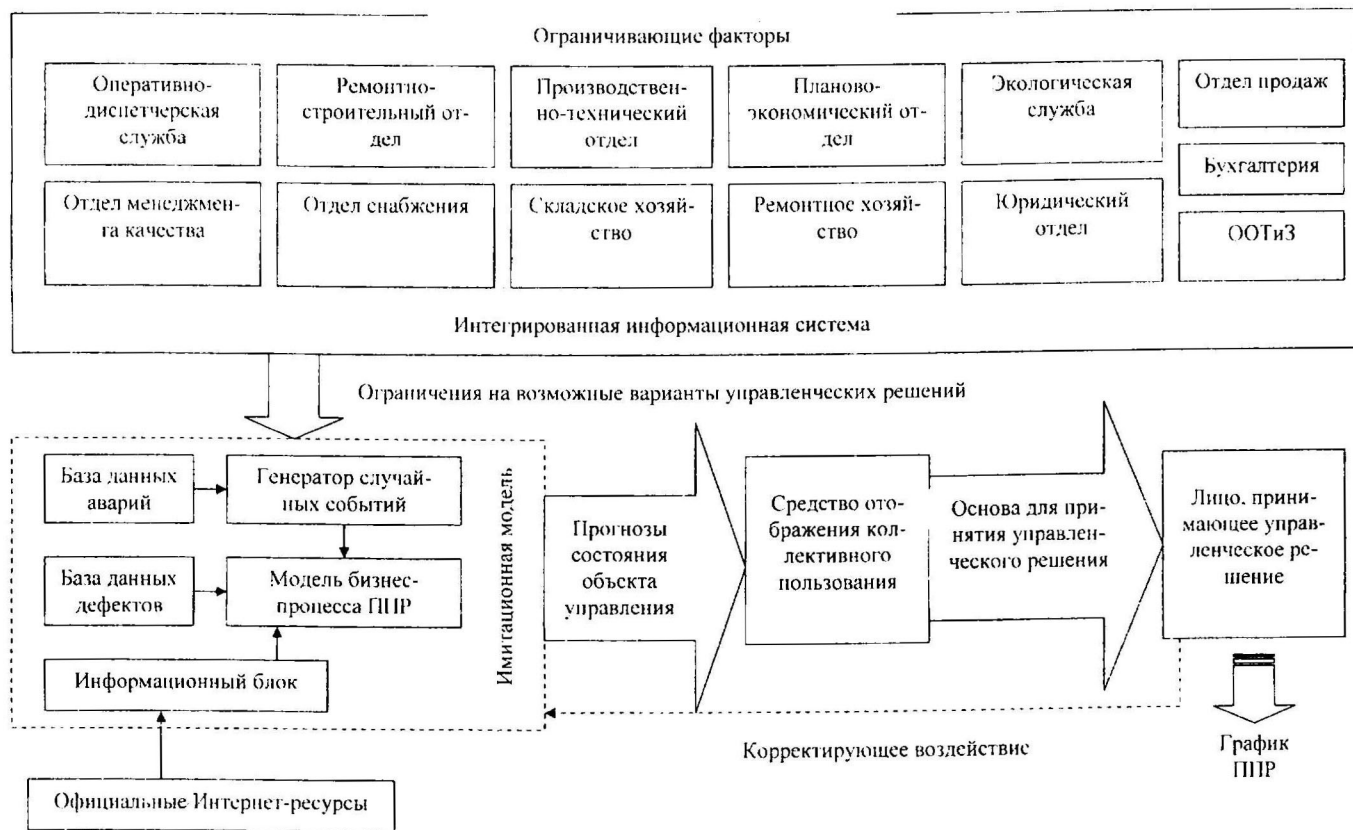 Ограничивающие факторы
Оперативно-
диспетчерская
служба
Ремонтно-
строительный от-
дел
Производствен-
но-технический
отдел
Планово-
экономический от-
дел
Экологическая
служба
Отдел продаж
Бухгалтерия
Отдел менеджмен-
та качества
Отдел снабжения
Складское хозяй-
ство
Ремонтное хозяй-
ство
Юридический
отдел
ООТиЗ
Интегрированная информационная система
Ограничения на возможные варианты управленческих решений
База данных
аварий
Генератор случай-
ных событий
База данных
дефектов
Модель бизнес-
процесса ППР
Информационный блок
Имитационная модель
Прогнозы
состояния
объекта
управления
Средство ото-
бражения кол-
лективного
пользования
Основа для при-
нятия управлен-
ческого решения
Лицо, прини-
мающее управ-
ленческое ре-
шение
Корректирующее воздействие
График
ППР
Официальные Интернет-ресурсы